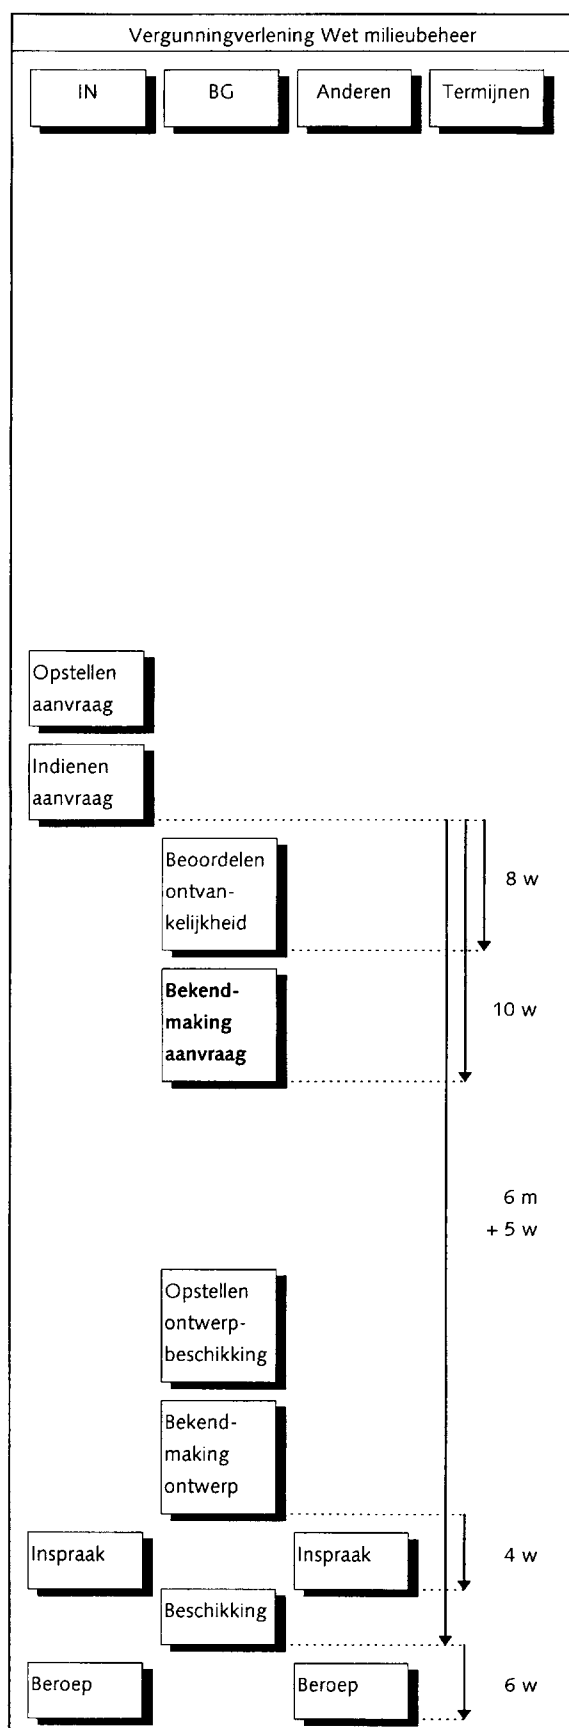 Vergunningverlening Wet milieubeheer
IN
BG
Anderen
Termijnen
Opstellen
aanvraag
Indienen
aanvraag
Beoordelen
ontvan-
kelijkheid
8 w
Bekend-
making
aanvraag
10 w
6 m
+ 5 w
Opstellen
ontwerp-
beschikking
Bekend-
making
ontwerp
Inspraak
Inspraak
4 w
Beschikking
Beroep
Beroep
6 w